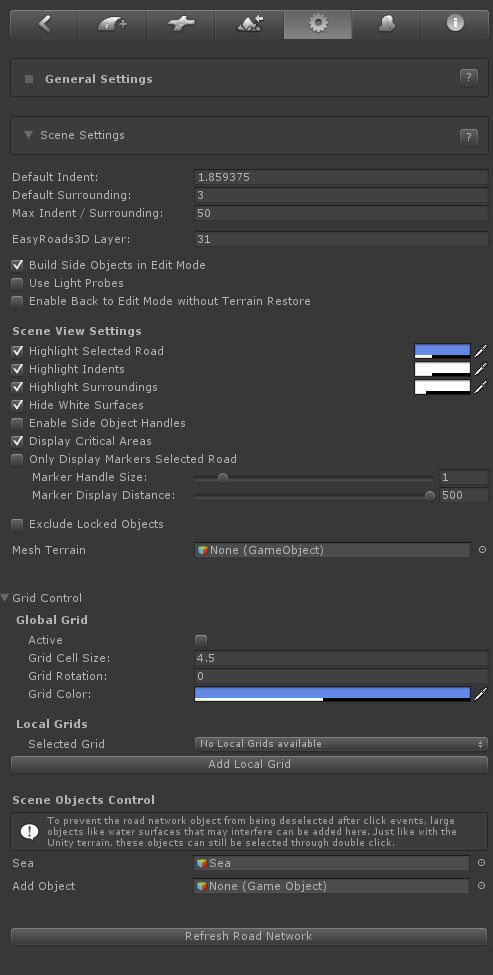 General Settings
?
Scene Settings
?
Default Indent: 1.859375
Default Surrounding: 3
Max Indent / Surrounding: 50
EasyRoads3D Layer: 31
Build Side Objects in Edit Mode
Use Light Probes
Enable Back to Edit Mode without Terrain Restore
Scene View Settings
Highlight Selected Road
Highlight Indents
Highlight Surroundings
Hide White Surfaces
Enable Side Object Handles
Display Critical Areas
Only Display Markers Selected Road
Marker Handle Size: 1
Marker Display Distance: 500
Exclude Locked Objects
Mesh Terrain None (GameObject)
Grid Control
Global Grid
Active
Grid Cell Size: 4.5
Grid Rotation: 0
Grid Color:
Local Grids
Selected Grid No Local Grids available
Add Local Grid
Scene Objects Control
To prevent the road network object from being deselected after click events, large
objects like water surfaces that may interfere can be added here. Just like with the
Unity terrain, these objects can still be selected through double click.
Sea Sea
Add Object None (Game Object)
Refresh Road Network